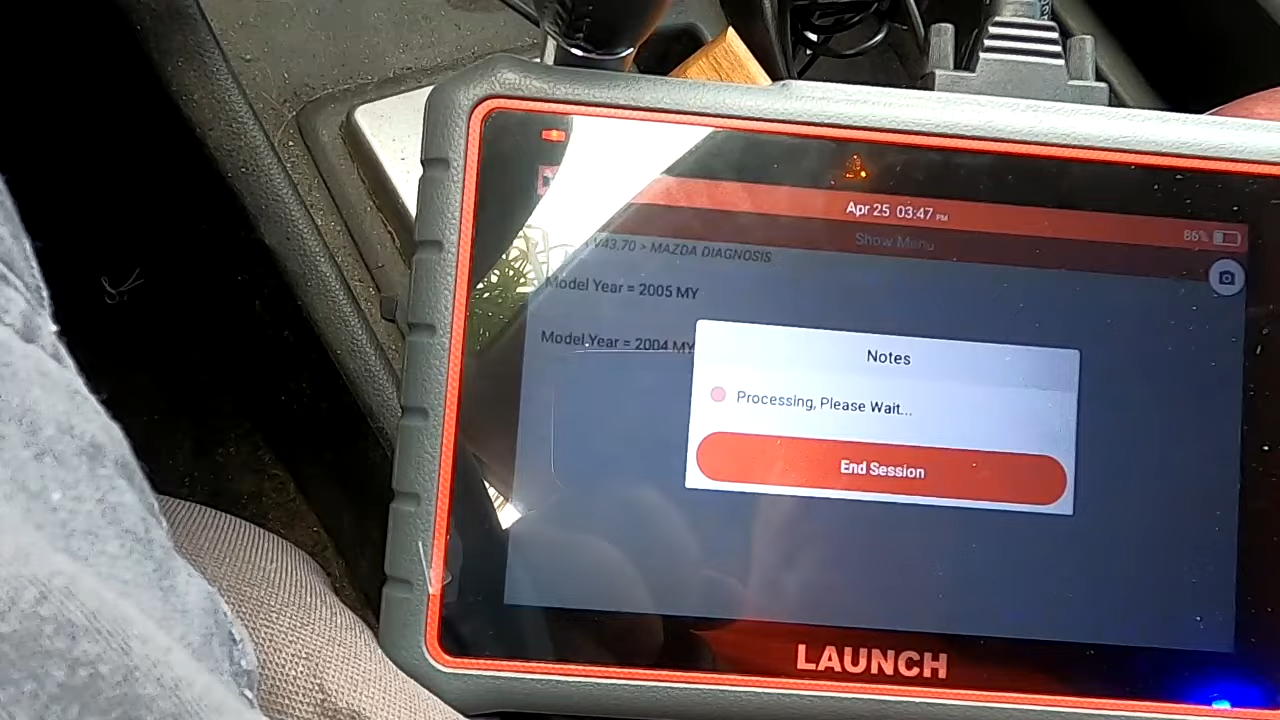 Apr 25 03:47 PM
86%
Show Menu
V43.70 > MAZDA DIAGNOSIS
Model Year = 2005 MY
Model Year = 2004 MY
Notes
Processing, Please Wait...
End Session
LAUNCH